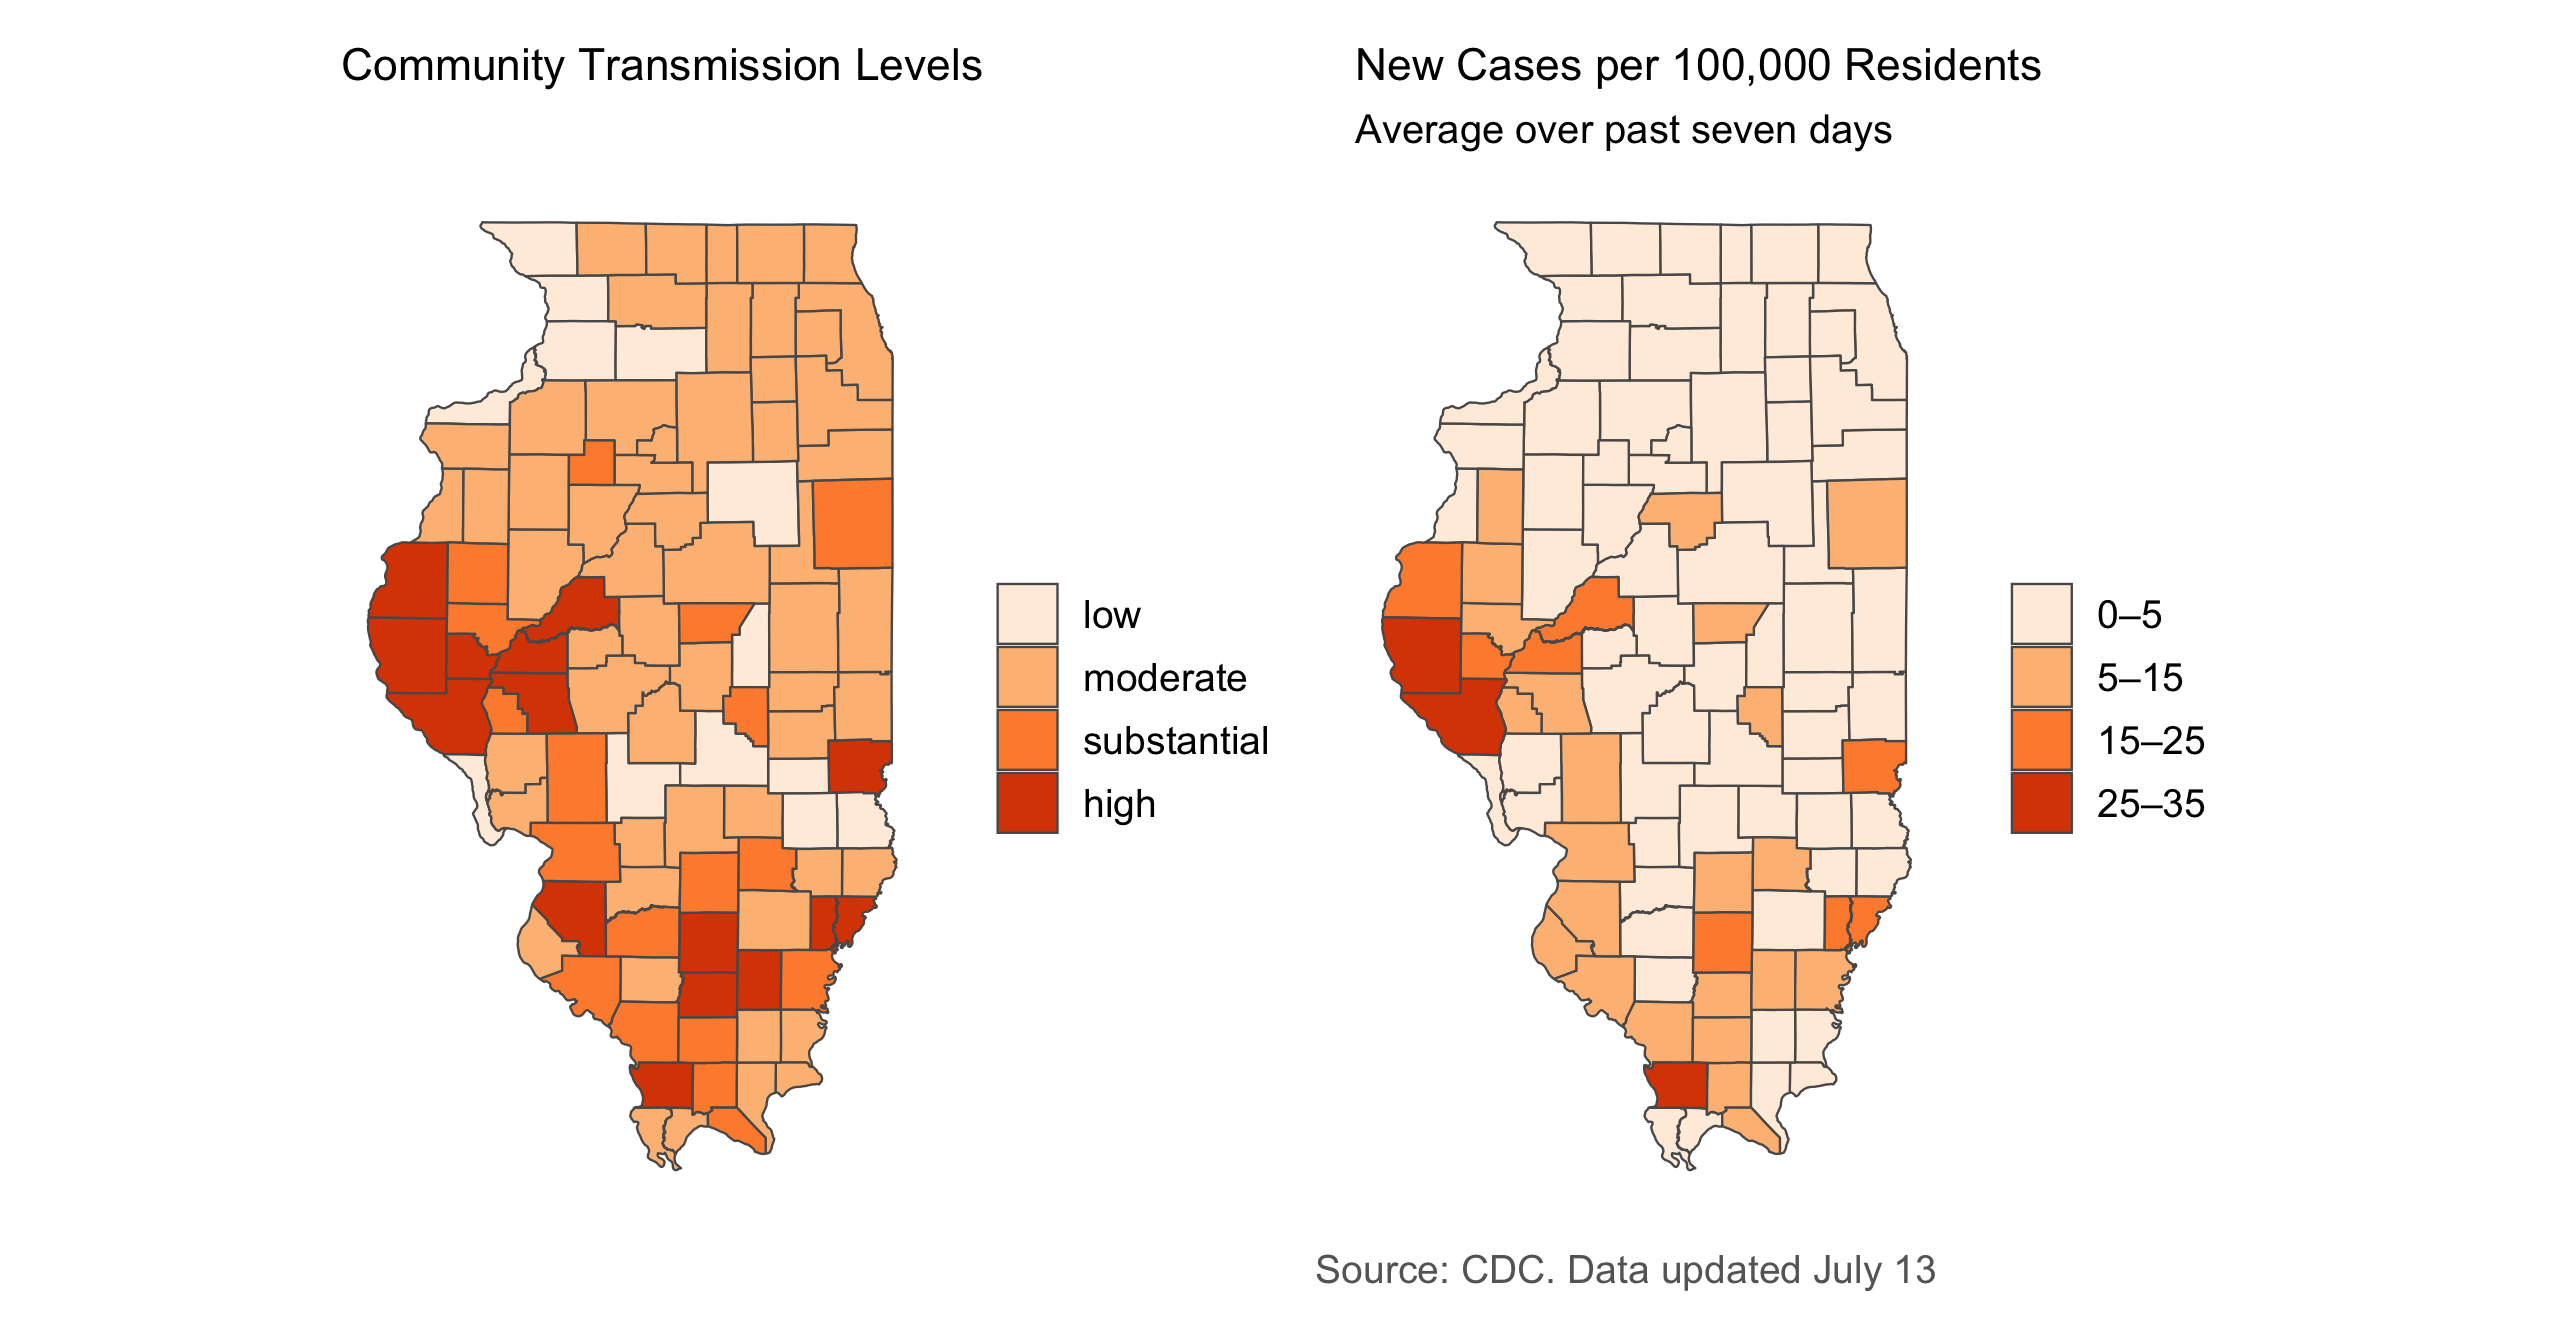 Community Transmission Levels
low
moderate
substantial
high
New Cases per 100,000 Residents
Average over past seven days
0–5
5–15
15–25
25–35
Source: CDC. Data updated July 13